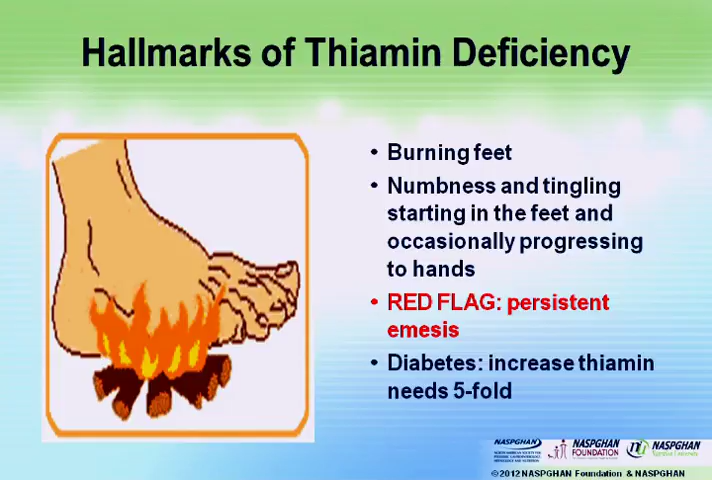 Hallmarks of Thiamin Deficiency
• Burning feet
• Numbness and tingling
starting in the feet and
occasionally progressing
to hands
• RED FLAG: persistent
emesis
• Diabetes: increase thiamin
needs 5-fold
NASPGHAN
NASPGHAN
FOUNDATION
NASPGHAN
©2012 NASPGHAN Foundation & NASPGHAN